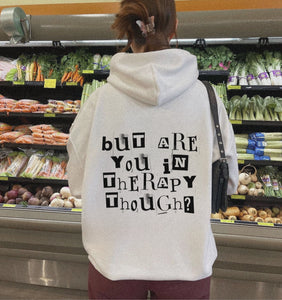 bUt ARE
YOU iN
THERAPY
THOUGH?